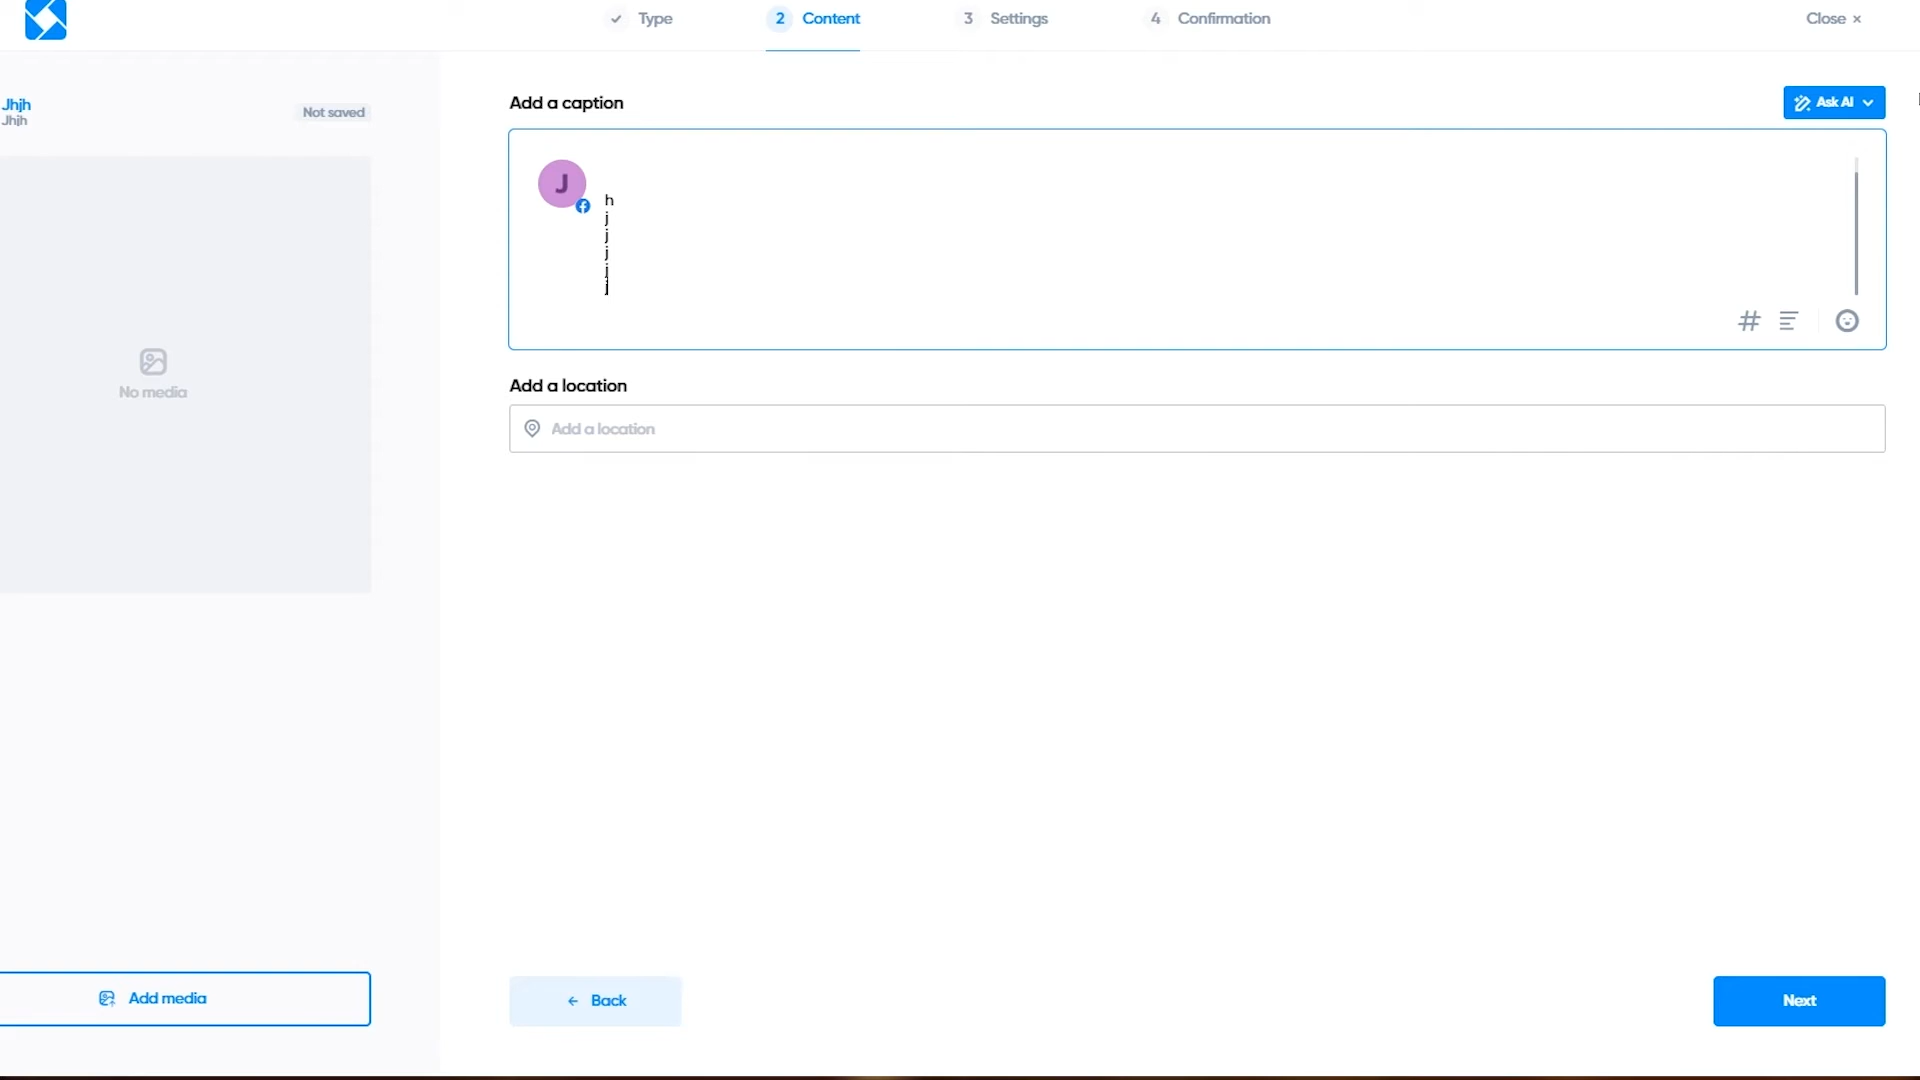 Type
2 Content
3 Settings
4 Confirmation
Close ×
Jhjh
Jhjh
Not saved
No media
Add media
Add a caption
Ask AI
J
h
j
j
j
j
j
Add a location
Add a location
← Back
Next